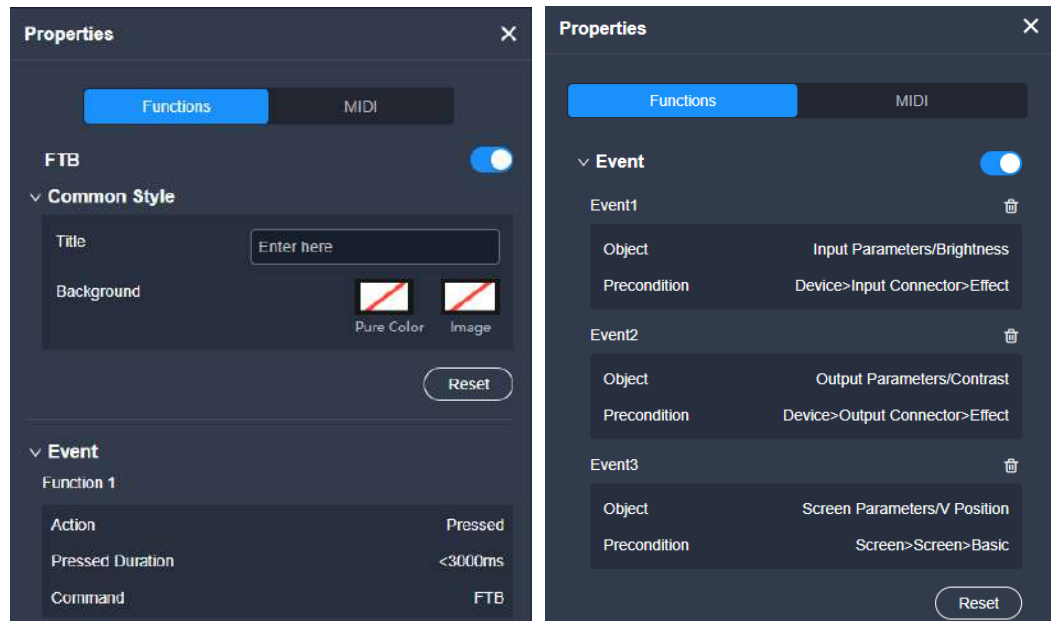 Properties
Functions MIDI
FTB
Common Style
Title Enter here
Background
Pure Color Image
Reset
Event
Function 1
Action Pressed
Pressed Duration <3000ms
Command FTB
Properties
Functions MIDI
Event
Event1
Object Input Parameters/Brightness
Precondition Device>Input Connector>Effect
Event2
Object Output Parameters/Contrast
Precondition Device>Output Connector>Effect
Event3
Object Screen Parameters/V Position
Precondition Screen>Screen>Basic
Reset